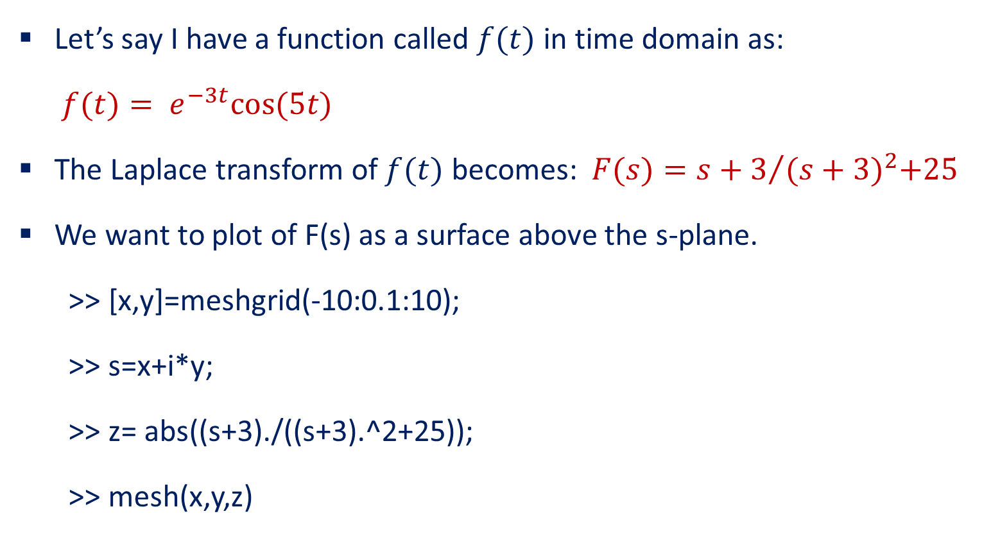 ▪ Let’s say I have a function called f(t) in time domain as:
f(t) = e^{−3t}cos(5t)
▪ The Laplace transform of f(t) becomes: F(s) = s + 3/(s + 3)²+25
▪ We want to plot of F(s) as a surface above the s-plane.
>> [x,y]=meshgrid(-10:0.1:10);
>> s=x+i*y;
>> z= abs((s+3)./((s+3).^2+25));
>> mesh(x,y,z)